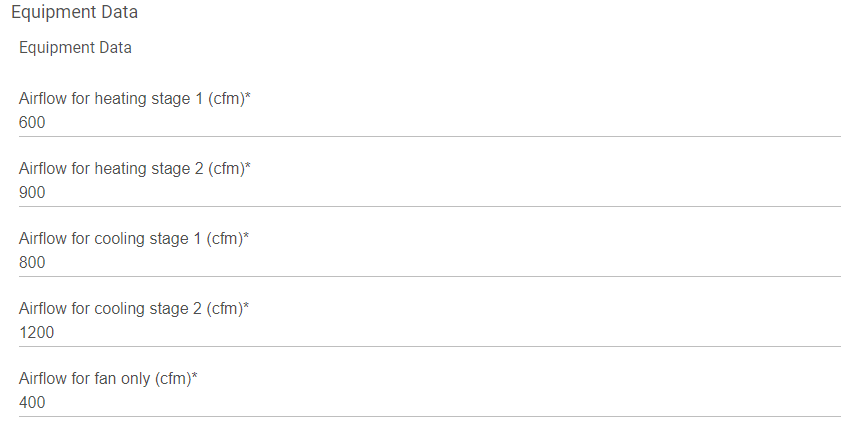 Equipment Data
Equipment Data
Airflow for heating stage 1 (cfm)*
600
Airflow for heating stage 2 (cfm)*
900
Airflow for cooling stage 1 (cfm)*
800
Airflow for cooling stage 2 (cfm)*
1200
Airflow for fan only (cfm)*
400